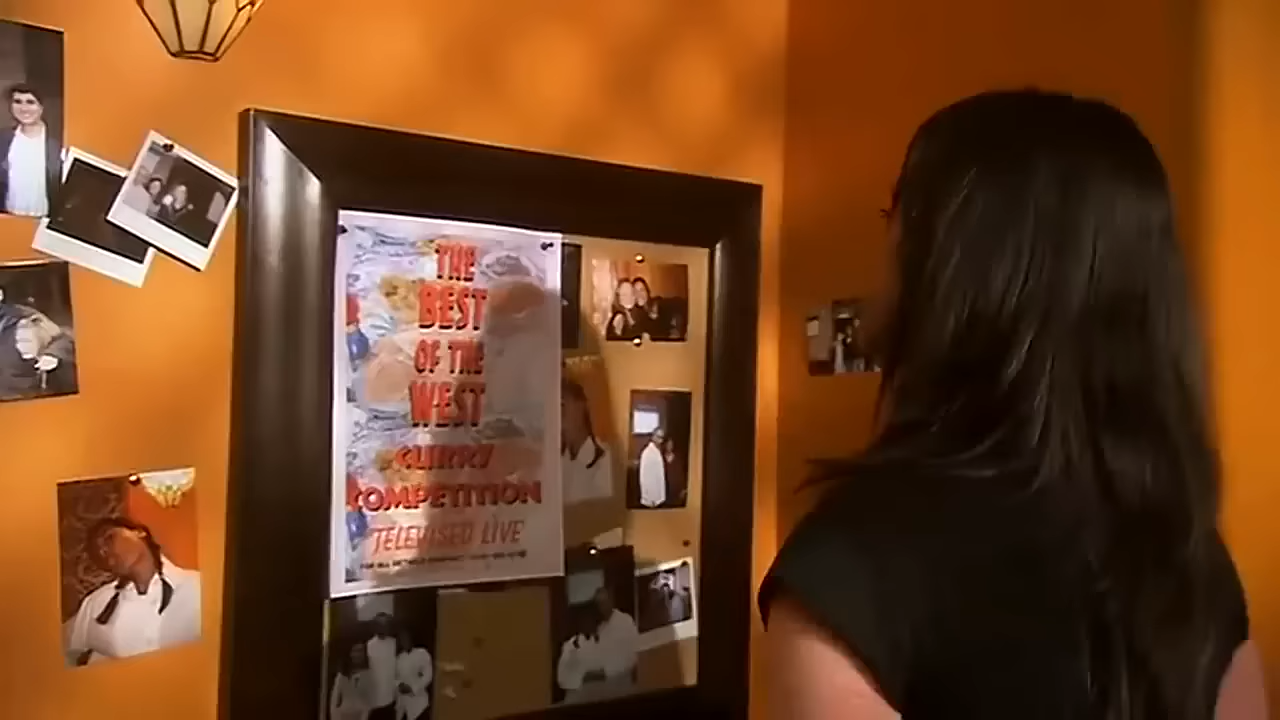 THE
BEST
OF THE
WEST
CURRY
COMPETITION
TELEVISED LIVE